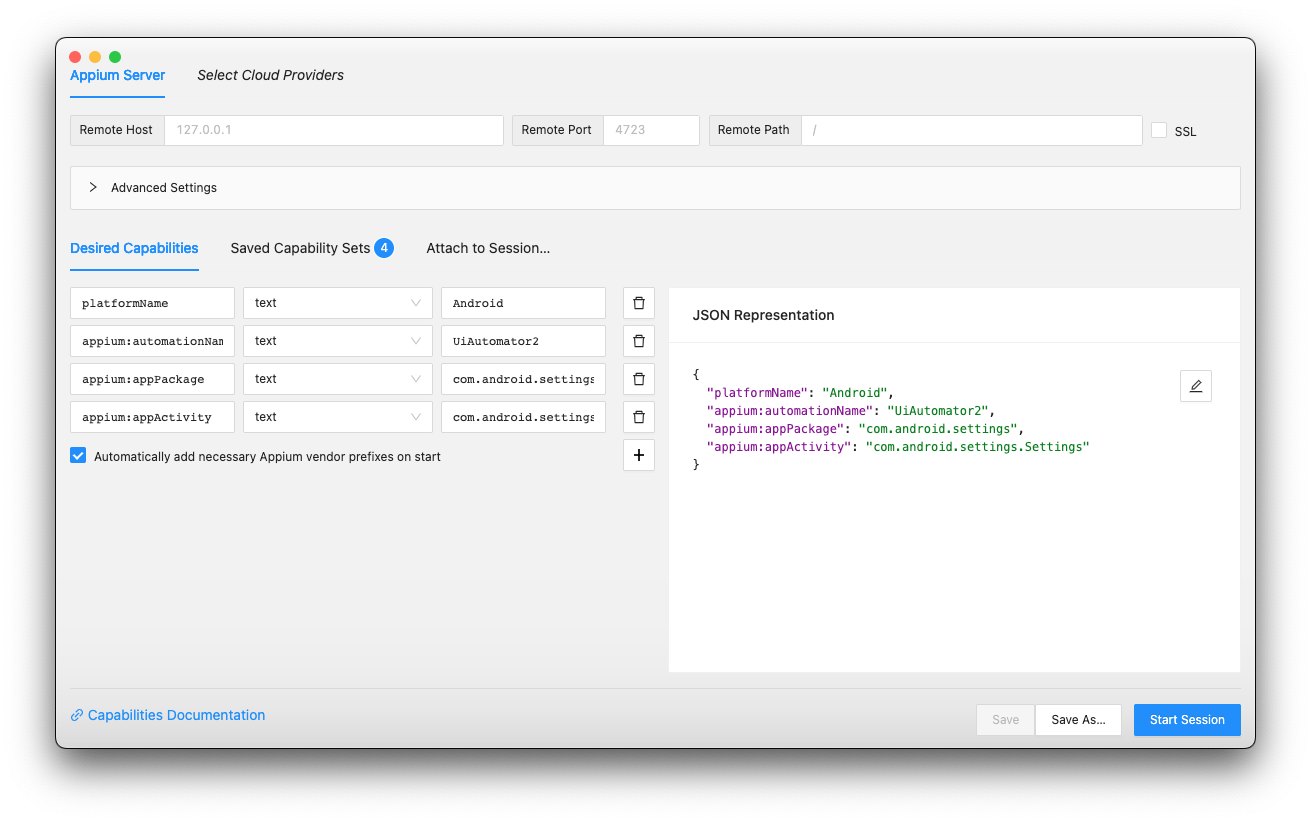 Appium Server Select Cloud Providers
Remote Host 127.0.0.1 Remote Port 4723 Remote Path / SSL
Advanced Settings
Desired Capabilities Saved Capability Sets 4 Attach to Session...
platformName text Android
appium:automationNam text UiAutomator2
appium:appPackage text com.android.settings
appium:appActivity text com.android.settings
Automatically add necessary Appium vendor prefixes on start
JSON Representation
{
"platformName": "Android",
"appium:automationName": "UiAutomator2",
"appium:appPackage": "com.android.settings",
"appium:appActivity": "com.android.settings.Settings"
}
Capabilities Documentation
Save Save As... Start Session